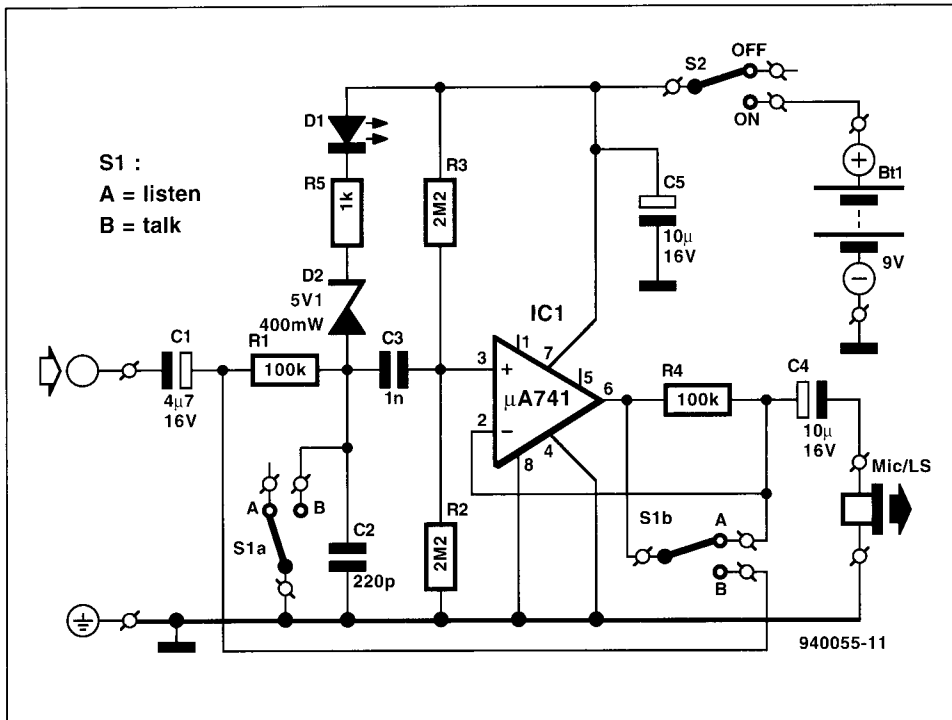 OFF
S2
ON
D1
S1 :
A = listen
B = talk
R5
1k
R3
2M2
C5
10µ
16V
Bt1
9V
D2
5V1
400mW
IC1
C1
4µ7
16V
R1
100k
C3
1n
3
+
1
7
5
6
µA741
2
−
8
4
R4
100k
C4
10µ
16V
Mic/LS
A
B
S1a
C2
220p
R2
2M2
S1b
A
B
+
−
940055-11